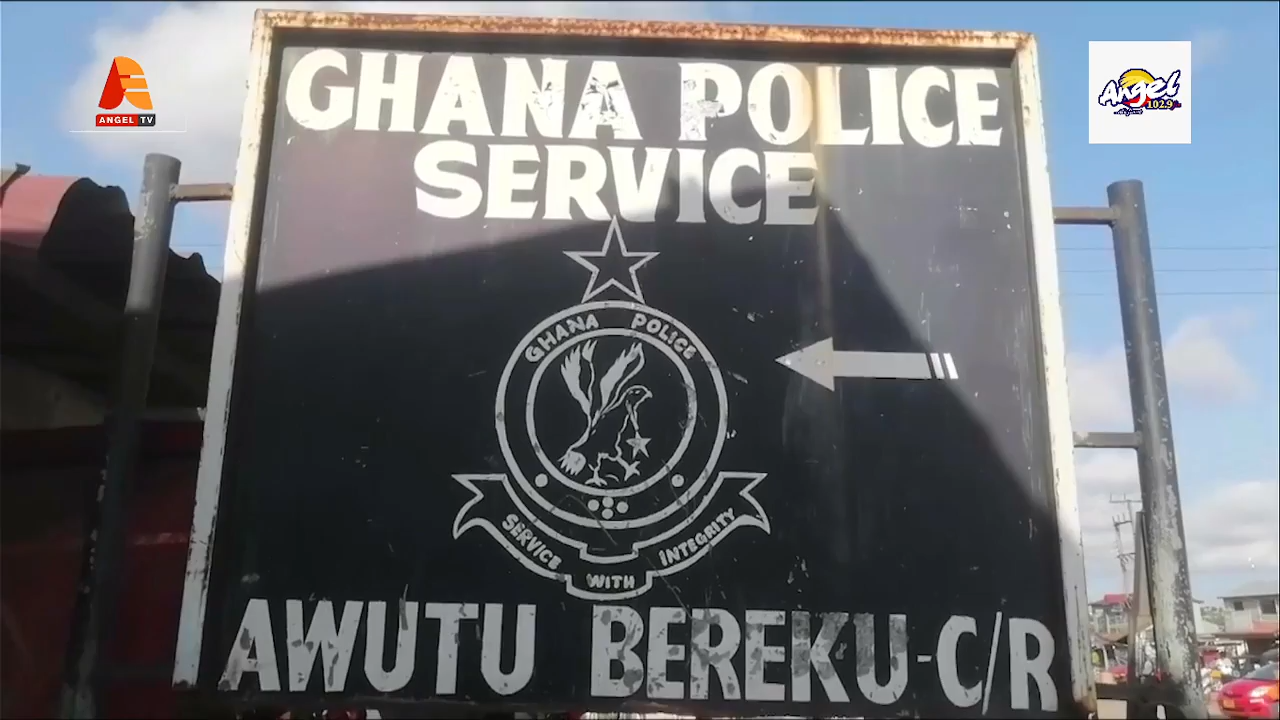 ANGEL TV
Angel
102.9
GHANA POLICE
SERVICE
GHANA POLICE
SERVICE WITH INTEGRITY
AWUTU BEREKU-C/R